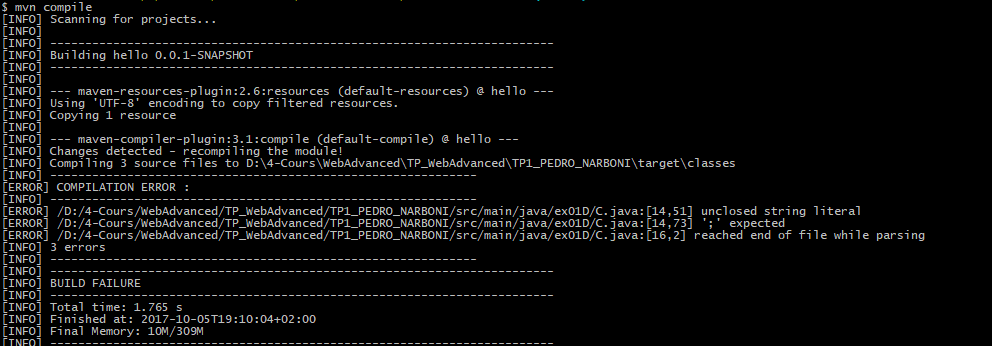 $ mvn compile
[INFO] Scanning for projects...
[INFO]
[INFO] ------------------------------------------------------------------------
[INFO] Building hello 0.0.1-SNAPSHOT
[INFO] ------------------------------------------------------------------------
[INFO]
[INFO] --- maven-resources-plugin:2.6:resources (default-resources) @ hello ---
[INFO] Using 'UTF-8' encoding to copy filtered resources.
[INFO] Copying 1 resource
[INFO]
[INFO] --- maven-compiler-plugin:3.1:compile (default-compile) @ hello ---
[INFO] Changes detected - recompiling the module!
[INFO] Compiling 3 source files to D:\4-Cours\WebAdvanced\TP_WebAdvanced\TP1_PEDRO_NARBONI\target\classes
[INFO] -------------------------------------------------------------
[ERROR] COMPILATION ERROR :
[INFO] -------------------------------------------------------------
[ERROR] /D:/4-Cours/WebAdvanced/TP_WebAdvanced/TP1_PEDRO_NARBONI/src/main/java/ex01D/C.java:[14,51] unclosed string literal
[ERROR] /D:/4-Cours/WebAdvanced/TP_WebAdvanced/TP1_PEDRO_NARBONI/src/main/java/ex01D/C.java:[14,73] ';' expected
[ERROR] /D:/4-Cours/WebAdvanced/TP_WebAdvanced/TP1_PEDRO_NARBONI/src/main/java/ex01D/C.java:[16,2] reached end of file while parsing
[INFO] 3 errors
[INFO] -------------------------------------------------------------
[INFO] ------------------------------------------------------------------------
[INFO] BUILD FAILURE
[INFO] ------------------------------------------------------------------------
[INFO] Total time: 1.765 s
[INFO] Finished at: 2017-10-05T19:10:04+02:00
[INFO] Final Memory: 10M/309M
[INFO] ------------------------------------------------------------------------